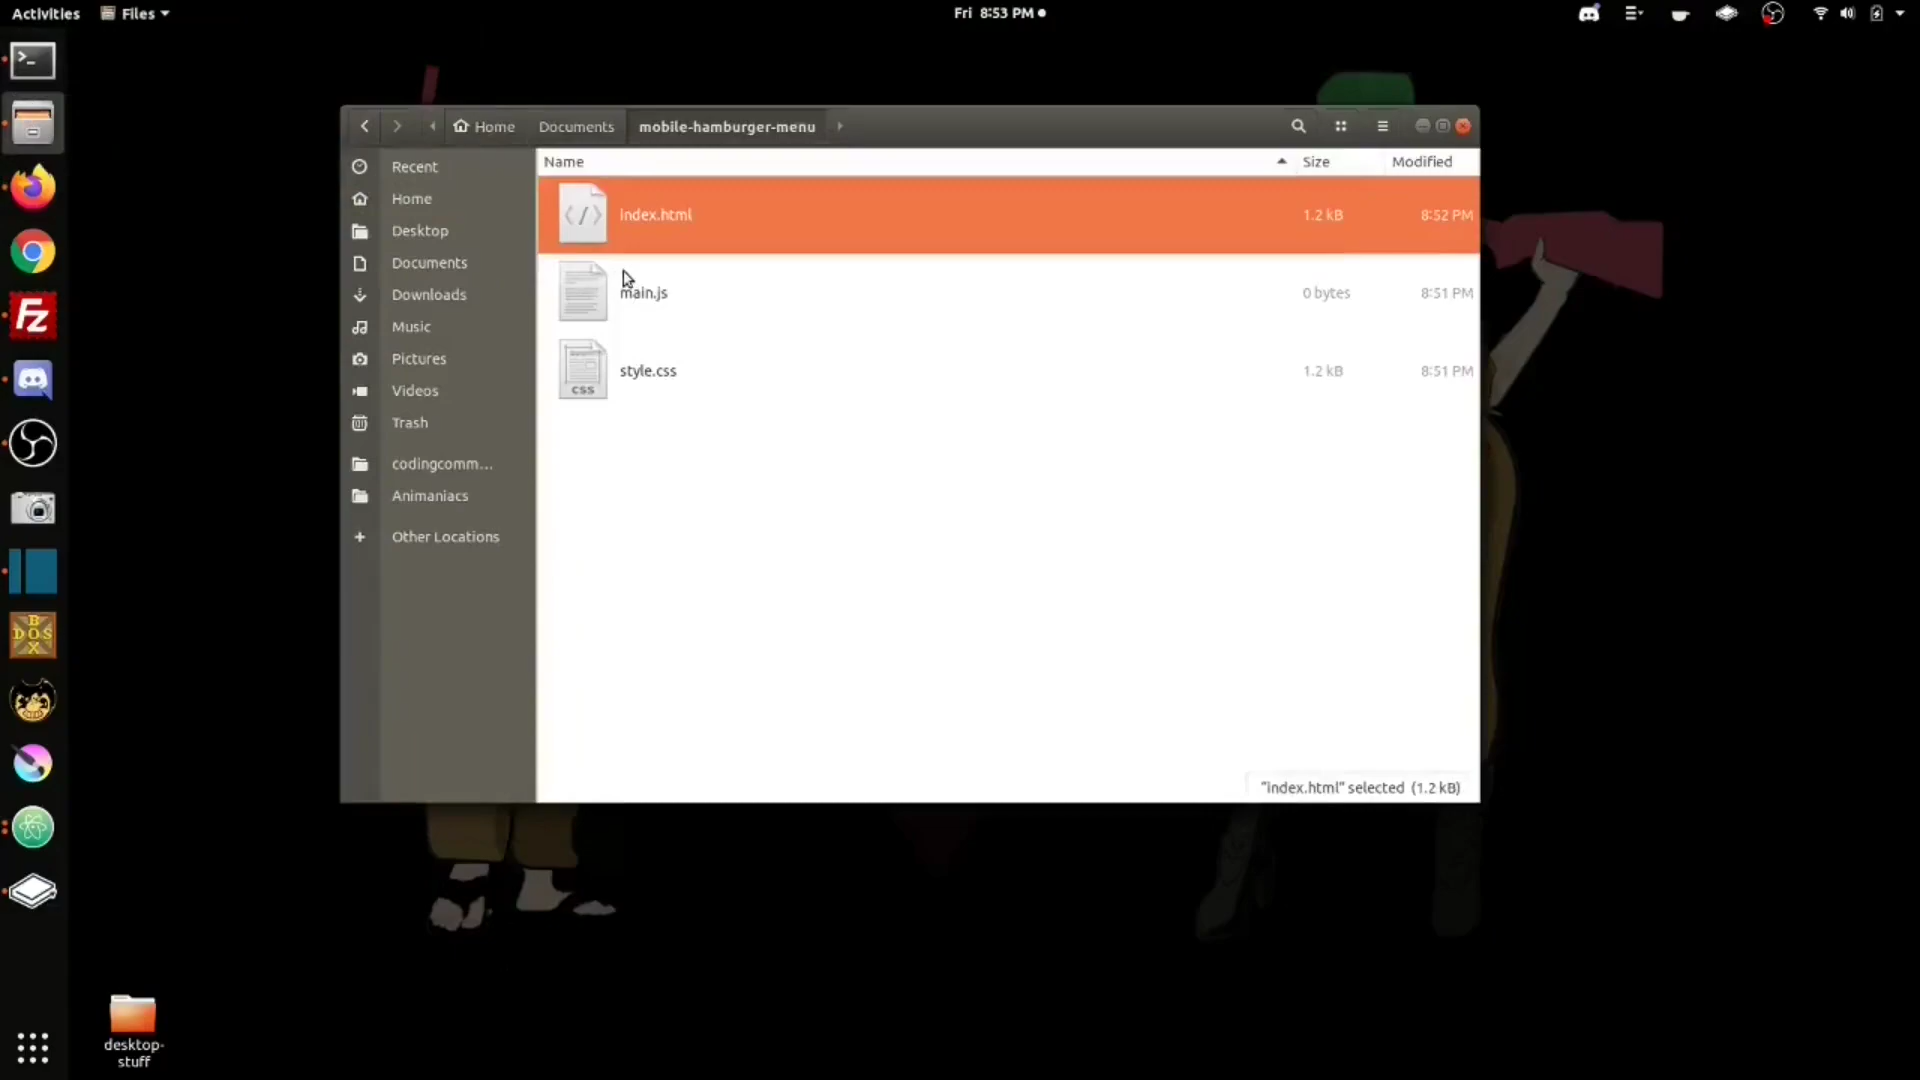 Activities Files Fri 8:53 PM
Home Documents mobile-hamburger-menu
Name Size Modified
Recent
Home
Desktop
Documents
Downloads
Music
Pictures
Videos
Trash
codingcomm...
Animaniacs
Other Locations
index.html 1.2 kB 8:52 PM
main.js 0 bytes 8:51 PM
style.css 1.2 kB 8:51 PM
css
"index.html" selected (1.2 kB)
Fz
BOX
DOS
desktop-
stuff